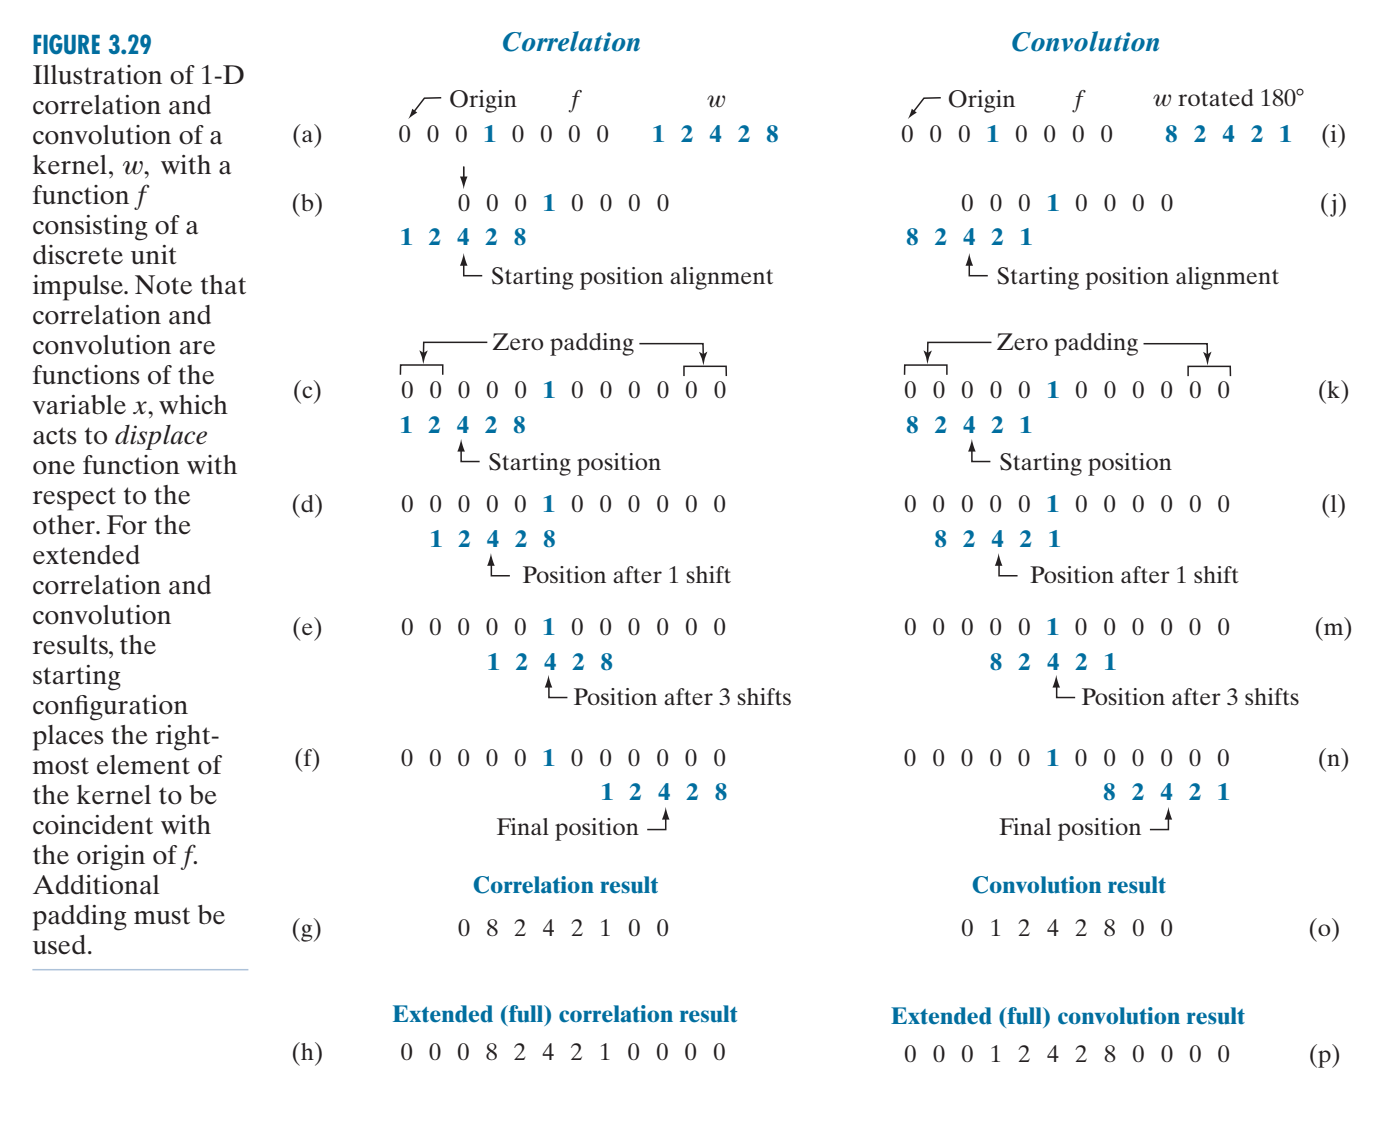 FIGURE 3.29
Illustration of 1-D
correlation and
convolution of a
kernel, w, with a
function f
consisting of a
discrete unit
impulse. Note that
correlation and
convolution are
functions of the
variable x, which
acts to displace
one function with
respect to the
other. For the
extended
correlation and
convolution
results, the
starting
configuration
places the right-
most element of
the kernel to be
coincident with
the origin of f.
Additional
padding must be
used.
Correlation
Origin f w
(a) 0 0 0 1 0 0 0 0 1 2 4 2 8
(b) 0 0 0 1 0 0 0 0
1 2 4 2 8
Starting position alignment
Zero padding
(c) 0 0 0 0 0 1 0 0 0 0 0 0
1 2 4 2 8
Starting position
(d) 0 0 0 0 0 1 0 0 0 0 0 0
1 2 4 2 8
Position after 1 shift
(e) 0 0 0 0 0 1 0 0 0 0 0 0
1 2 4 2 8
Position after 3 shifts
(f) 0 0 0 0 0 1 0 0 0 0 0 0
1 2 4 2 8
Final position
Correlation result
(g) 0 8 2 4 2 1 0 0
Extended (full) correlation result
(h) 0 0 0 8 2 4 2 1 0 0 0 0
Convolution
Origin f w rotated 180°
0 0 0 1 0 0 0 0 8 2 4 2 1 (i)
0 0 0 1 0 0 0 0 (j)
8 2 4 2 1
Starting position alignment
Zero padding
0 0 0 0 0 1 0 0 0 0 0 0 (k)
8 2 4 2 1
Starting position
0 0 0 0 0 1 0 0 0 0 0 0 (l)
8 2 4 2 1
Position after 1 shift
0 0 0 0 0 1 0 0 0 0 0 0 (m)
8 2 4 2 1
Position after 3 shifts
0 0 0 0 0 1 0 0 0 0 0 0 (n)
8 2 4 2 1
Final position
Convolution result
0 1 2 4 2 8 0 0 (o)
Extended (full) convolution result
0 0 0 1 2 4 2 8 0 0 0 0 (p)